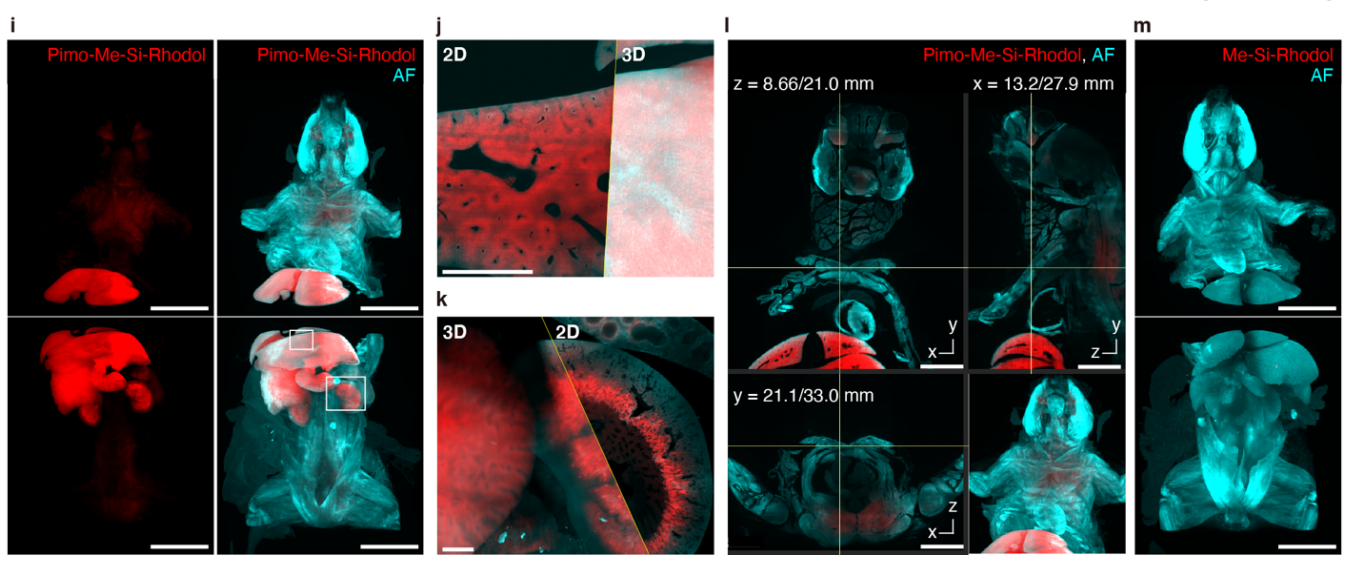 i
Pimo-Me-Si-Rhodol
Pimo-Me-Si-Rhodol
AF
j
2D
3D
k
3D
2D
l
Pimo-Me-Si-Rhodol, AF
z = 8.66/21.0 mm
x = 13.2/27.9 mm
y
x
y
z
y = 21.1/33.0 mm
z
x
m
Me-Si-Rhodol
AF